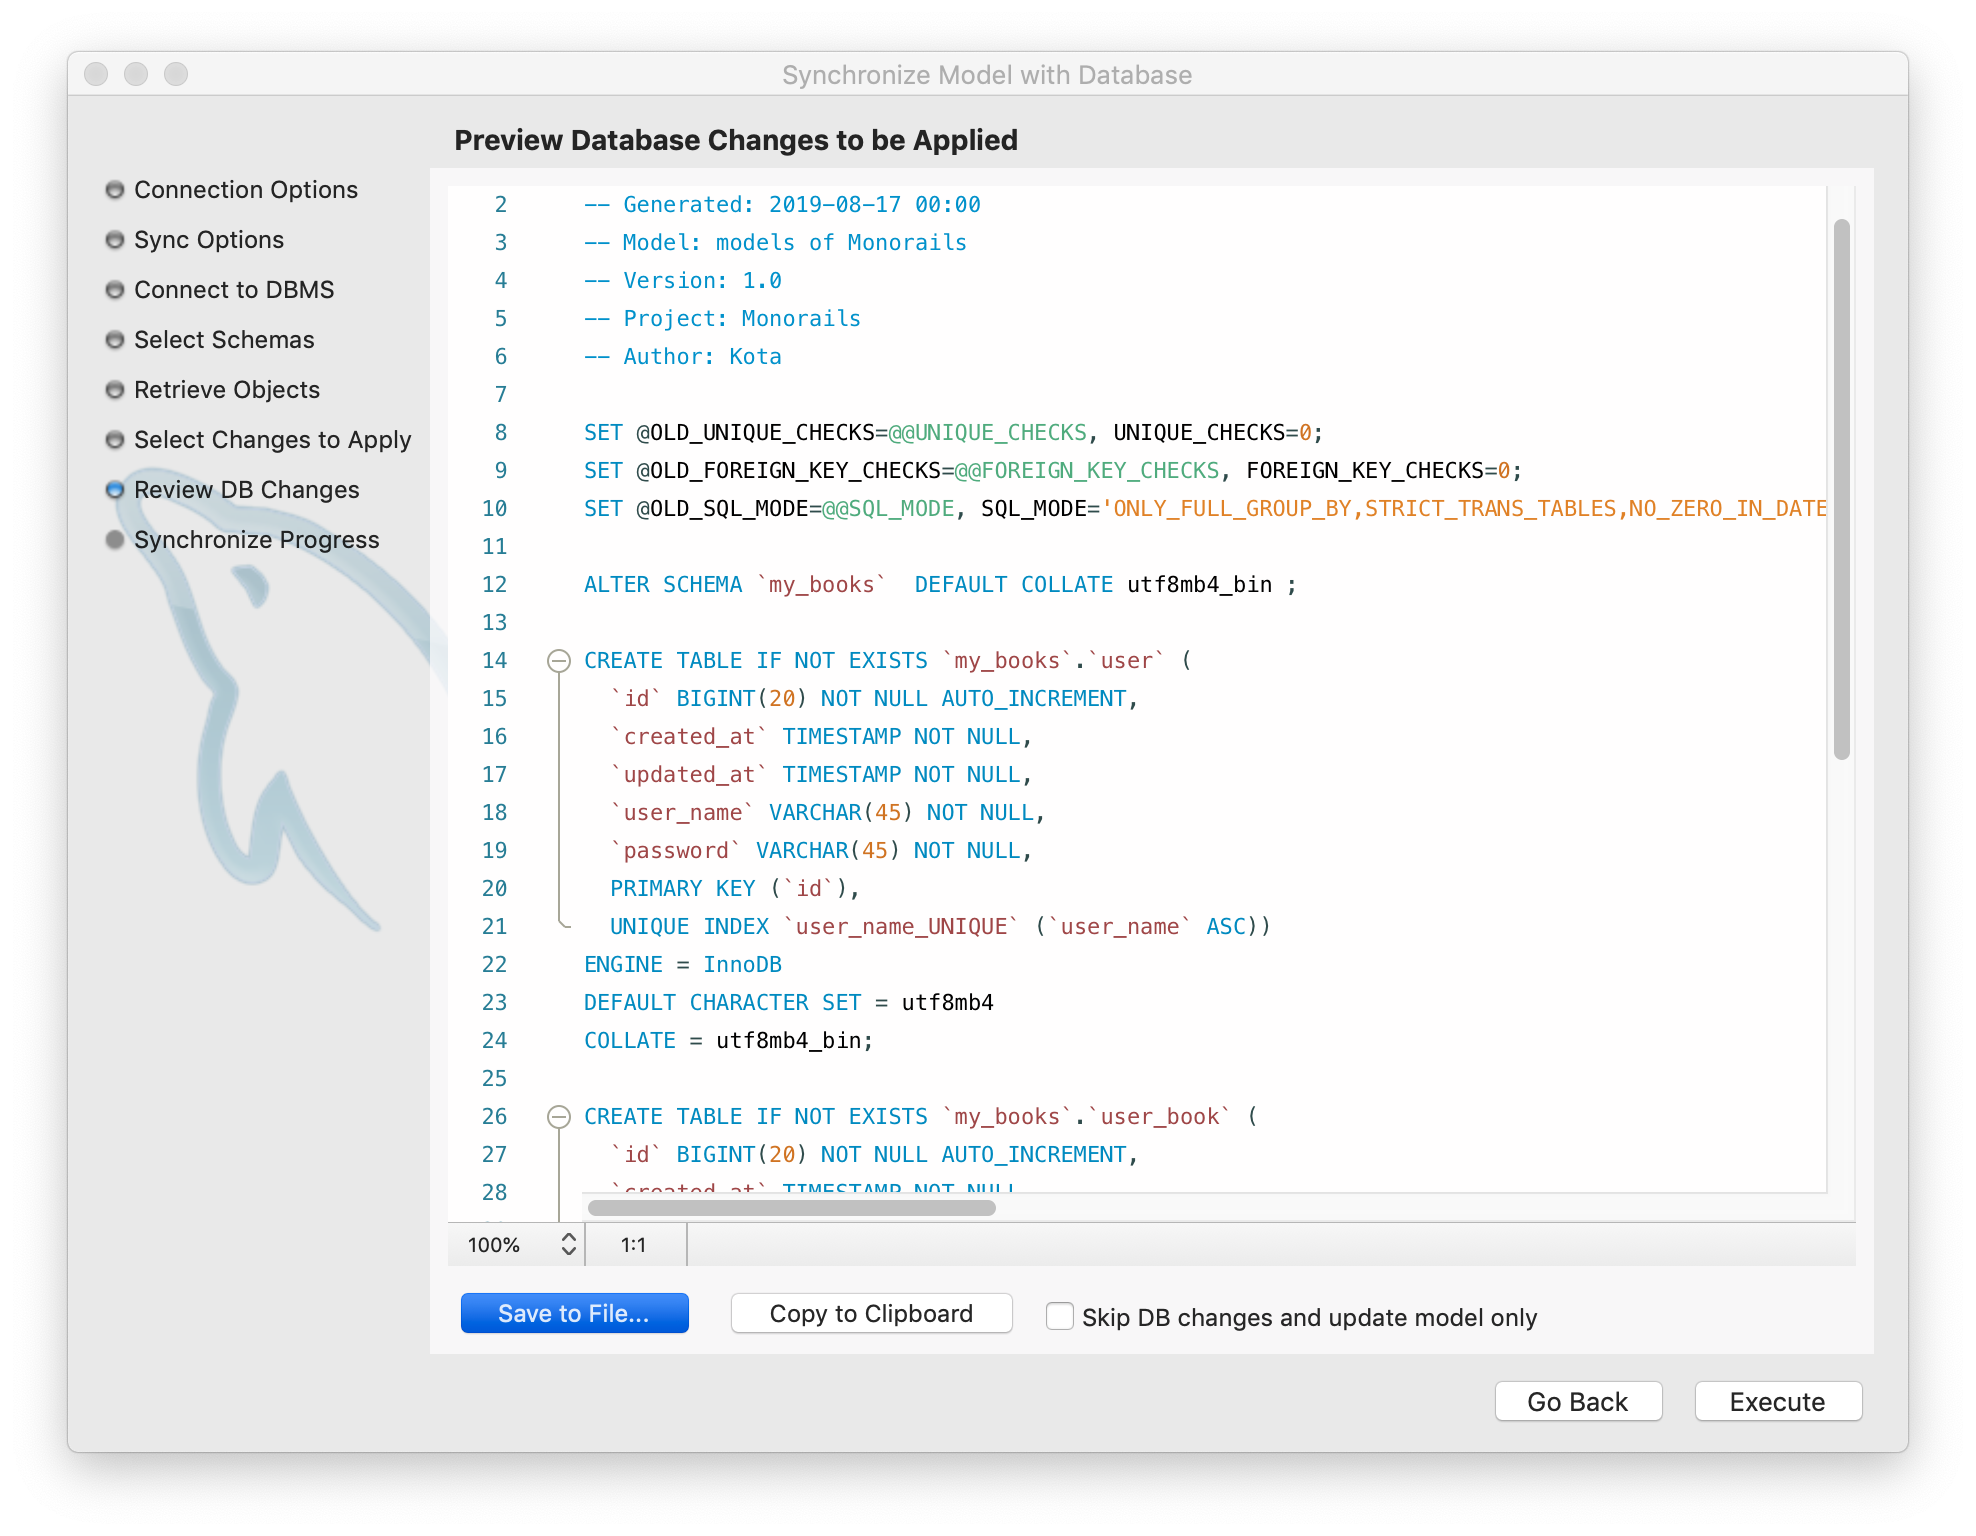 Synchronize Model with Database
Preview Database Changes to be Applied
Connection Options
Sync Options
Connect to DBMS
Select Schemas
Retrieve Objects
Select Changes to Apply
Review DB Changes
Synchronize Progress
2 -- Generated: 2019-08-17 00:00
3 -- Model: models of Monorails
4 -- Version: 1.0
5 -- Project: Monorails
6 -- Author: Kota
7
8 SET @OLD_UNIQUE_CHECKS=@@UNIQUE_CHECKS, UNIQUE_CHECKS=0;
9 SET @OLD_FOREIGN_KEY_CHECKS=@@FOREIGN_KEY_CHECKS, FOREIGN_KEY_CHECKS=0;
10 SET @OLD_SQL_MODE=@@SQL_MODE, SQL_MODE='ONLY_FULL_GROUP_BY,STRICT_TRANS_TABLES,NO_ZERO_IN_DATE
11
12 ALTER SCHEMA `my_books`  DEFAULT COLLATE utf8mb4_bin ;
13
14 CREATE TABLE IF NOT EXISTS `my_books`.`user` (
15   `id` BIGINT(20) NOT NULL AUTO_INCREMENT,
16   `created_at` TIMESTAMP NOT NULL,
17   `updated_at` TIMESTAMP NOT NULL,
18   `user_name` VARCHAR(45) NOT NULL,
19   `password` VARCHAR(45) NOT NULL,
20   PRIMARY KEY (`id`),
21   UNIQUE INDEX `user_name_UNIQUE` (`user_name` ASC))
22 ENGINE = InnoDB
23 DEFAULT CHARACTER SET = utf8mb4
24 COLLATE = utf8mb4_bin;
25
26 CREATE TABLE IF NOT EXISTS `my_books`.`user_book` (
27   `id` BIGINT(20) NOT NULL AUTO_INCREMENT,
28   `created_at` TIMESTAMP NOT NULL
100% 1:1
Save to File...
Copy to Clipboard
Skip DB changes and update model only
Go Back
Execute